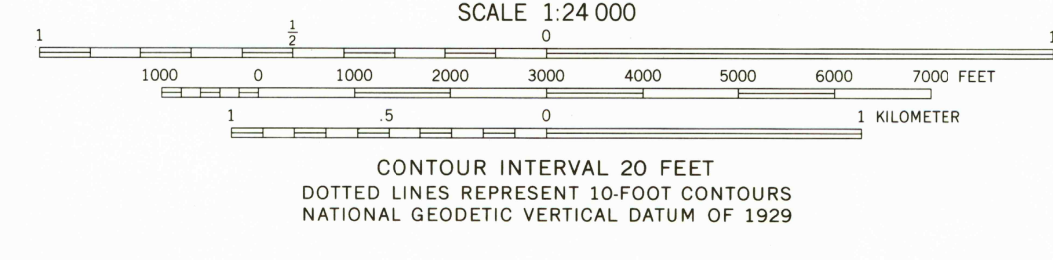 SCALE 1:24 000
1 1/2 0 1
1000 0 1000 2000 3000 4000 5000 6000 7000 FEET
1 .5 0 1 KILOMETER
CONTOUR INTERVAL 20 FEET
DOTTED LINES REPRESENT 10-FOOT CONTOURS
NATIONAL GEODETIC VERTICAL DATUM OF 1929